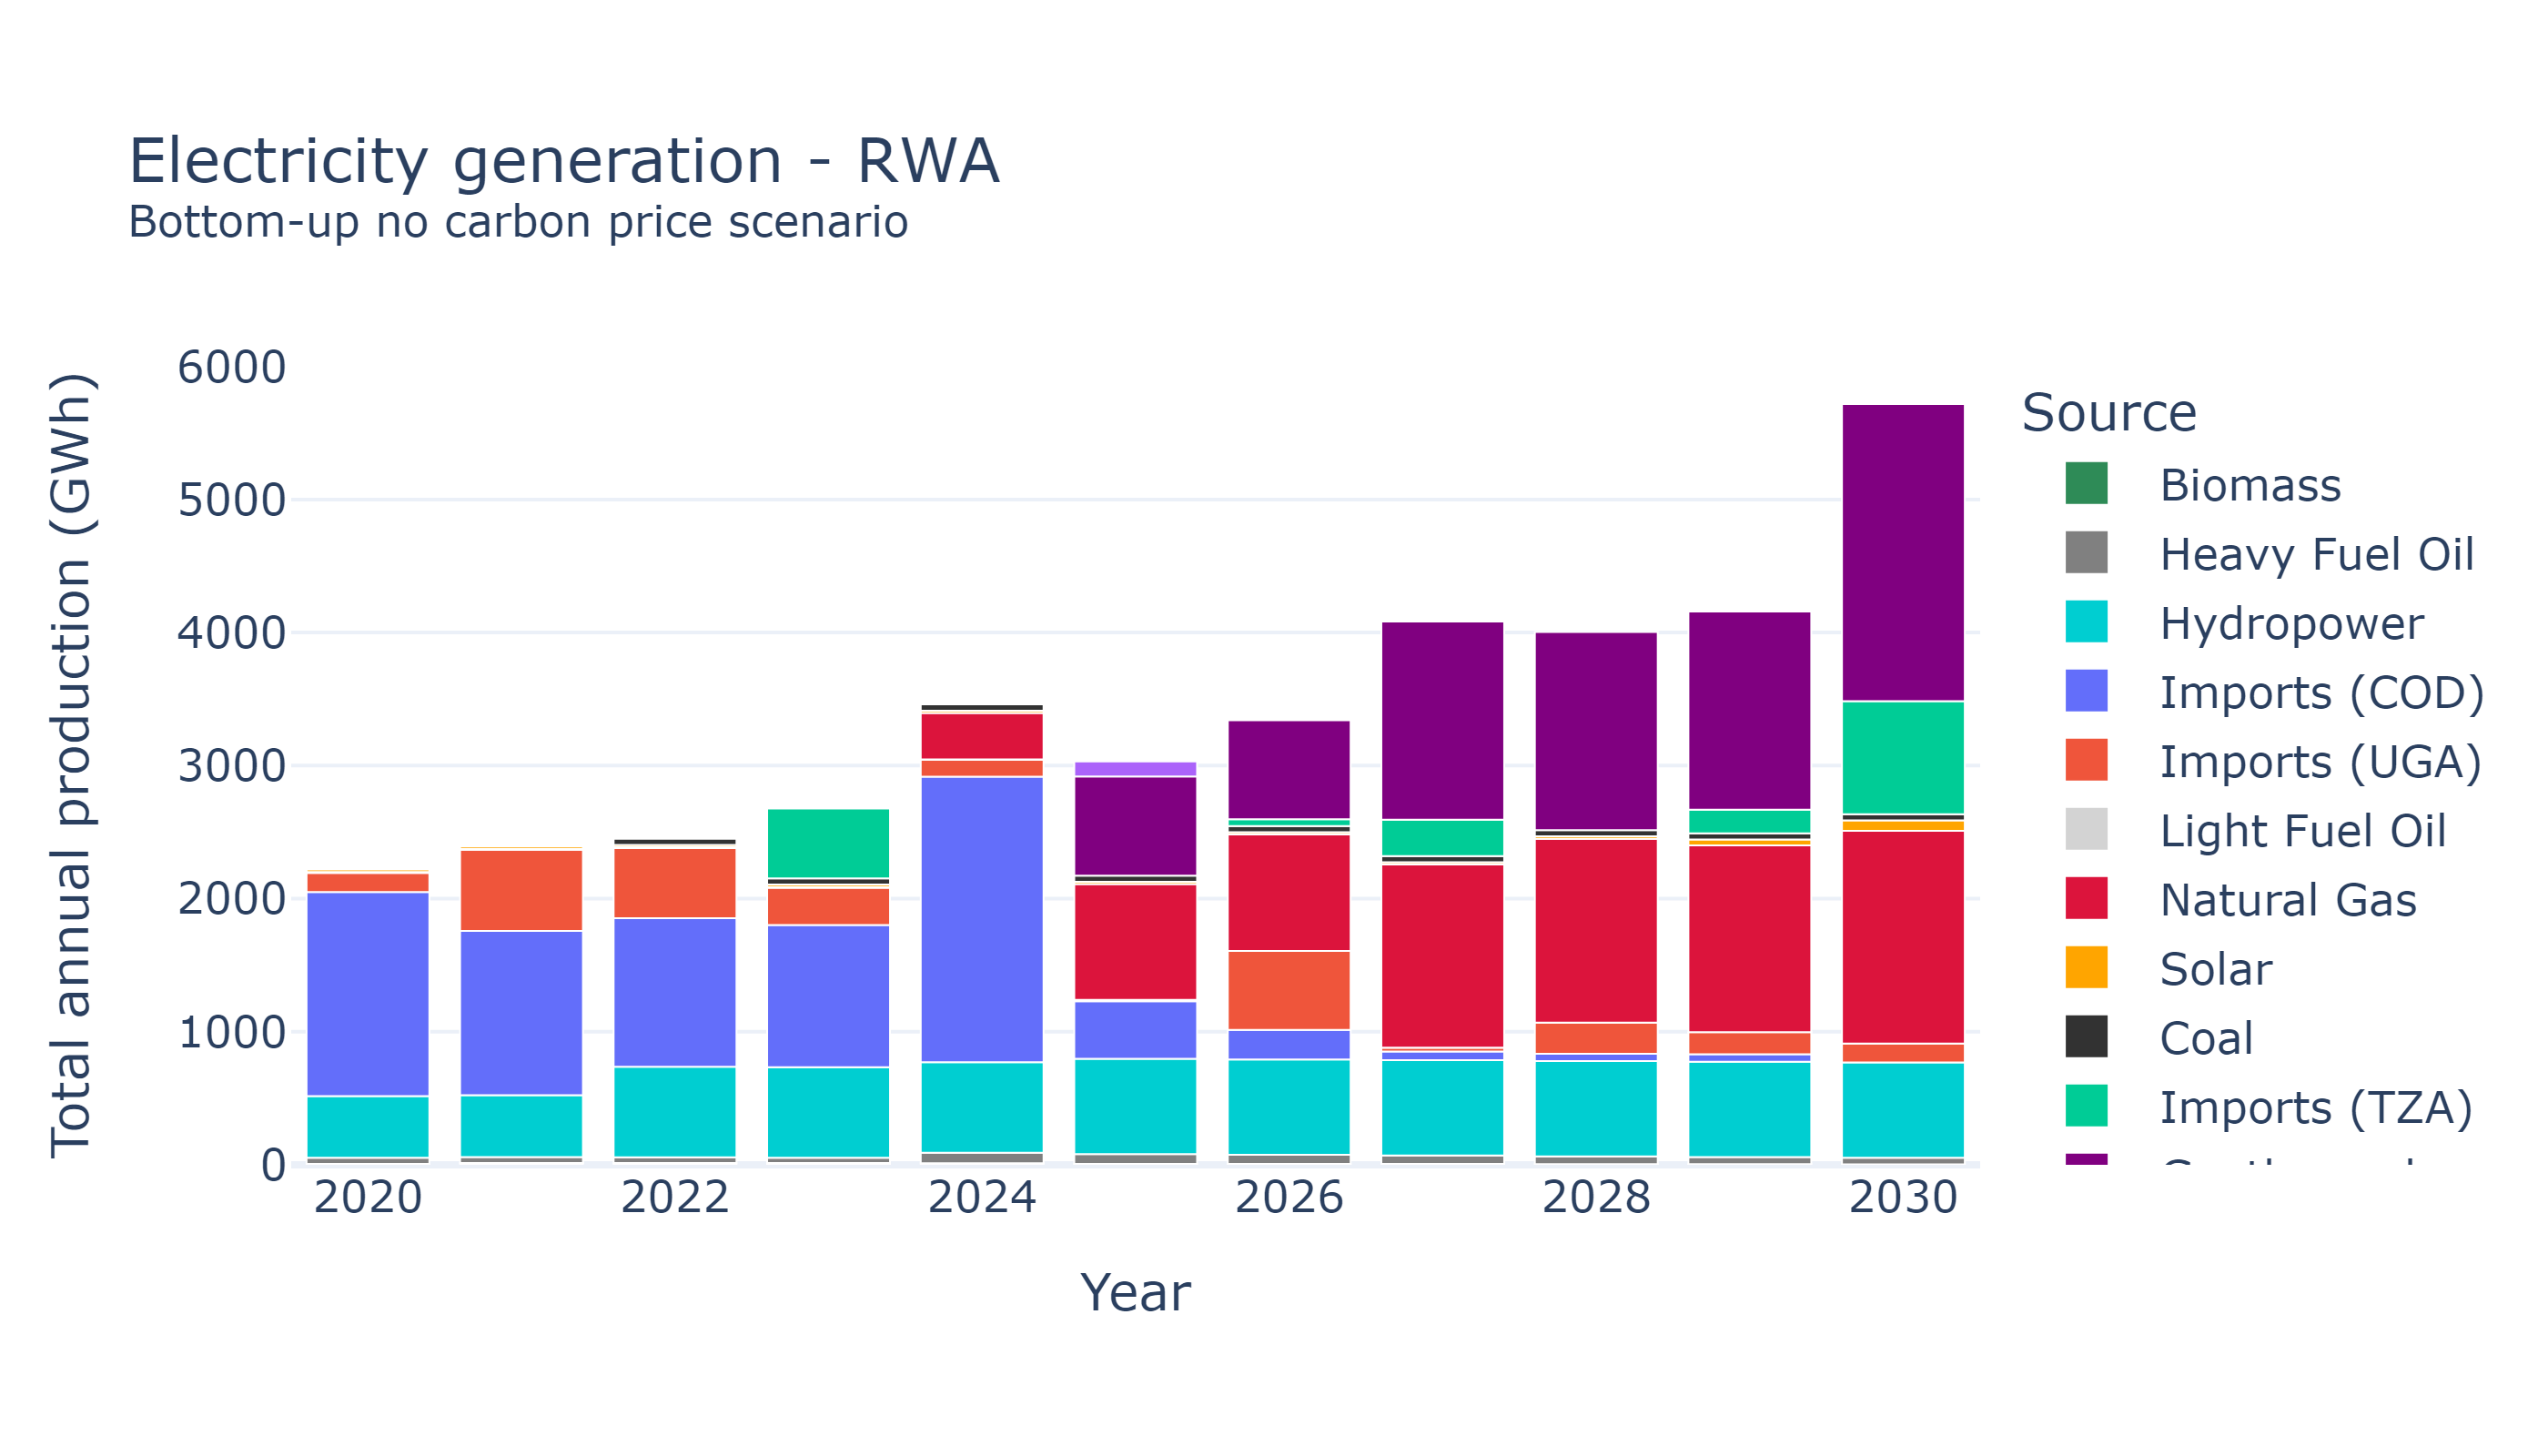 Electricity generation - RWA
Bottom-up no carbon price scenario
Total annual production (GWh)
6000
5000
4000
3000
2000
1000
0
2020
2022
2024
2026
2028
2030
Year
Source
Biomass
Heavy Fuel Oil
Hydropower
Imports (COD)
Imports (UGA)
Light Fuel Oil
Natural Gas
Solar
Coal
Imports (TZA)